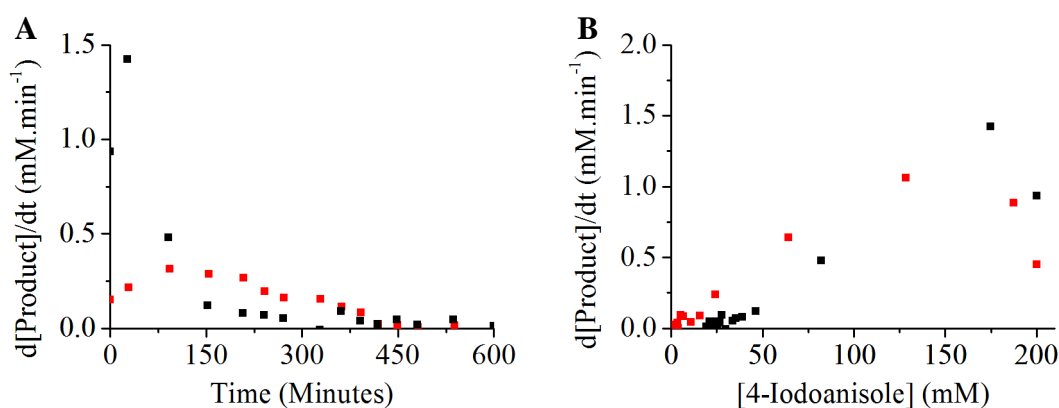 A
d[Product]/dt (mM.min⁻¹)
1.5
1.0
0.5
0.0
0 150 300 450 600
Time (Minutes)
B
d[Product]/dt (mM.min⁻¹)
2.0
1.5
1.0
0.5
0.0
0 50 100 150 200
[4-Iodoanisole] (mM)